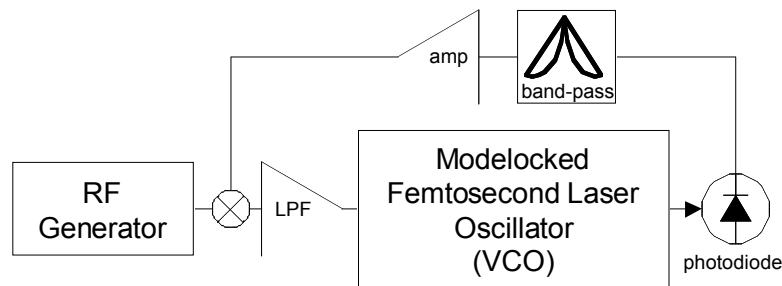 amp
band-pass
RF
Generator
LPF
Modelocked
Femtosecond Laser
Oscillator
(VCO)
photodiode